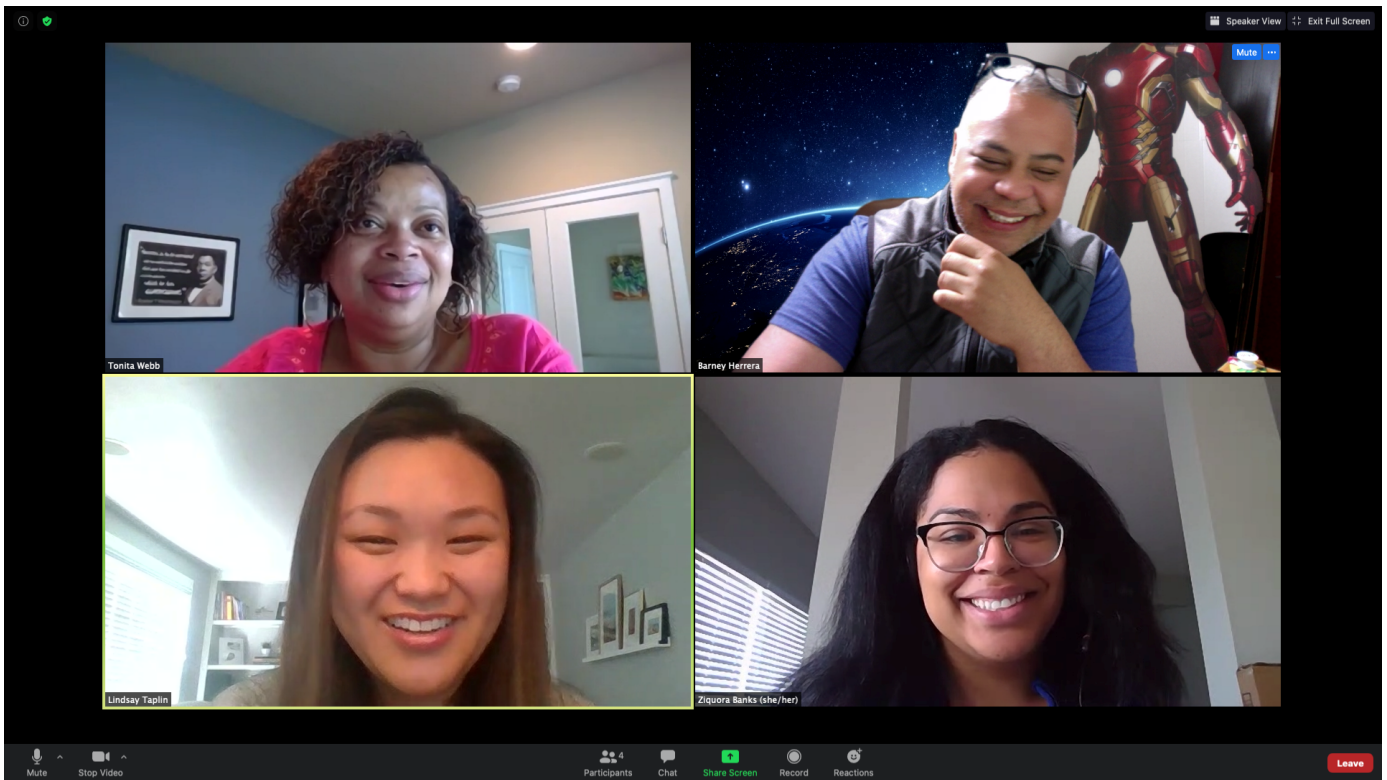 Speaker View
Exit Full Screen
Mute
Tonita Webb
Barney Herrera
Lindsay Taplin
Ziquora Banks (she/her)
Mute
Stop Video
Participants
4
Chat
Share Screen
Record
Reactions
Leave